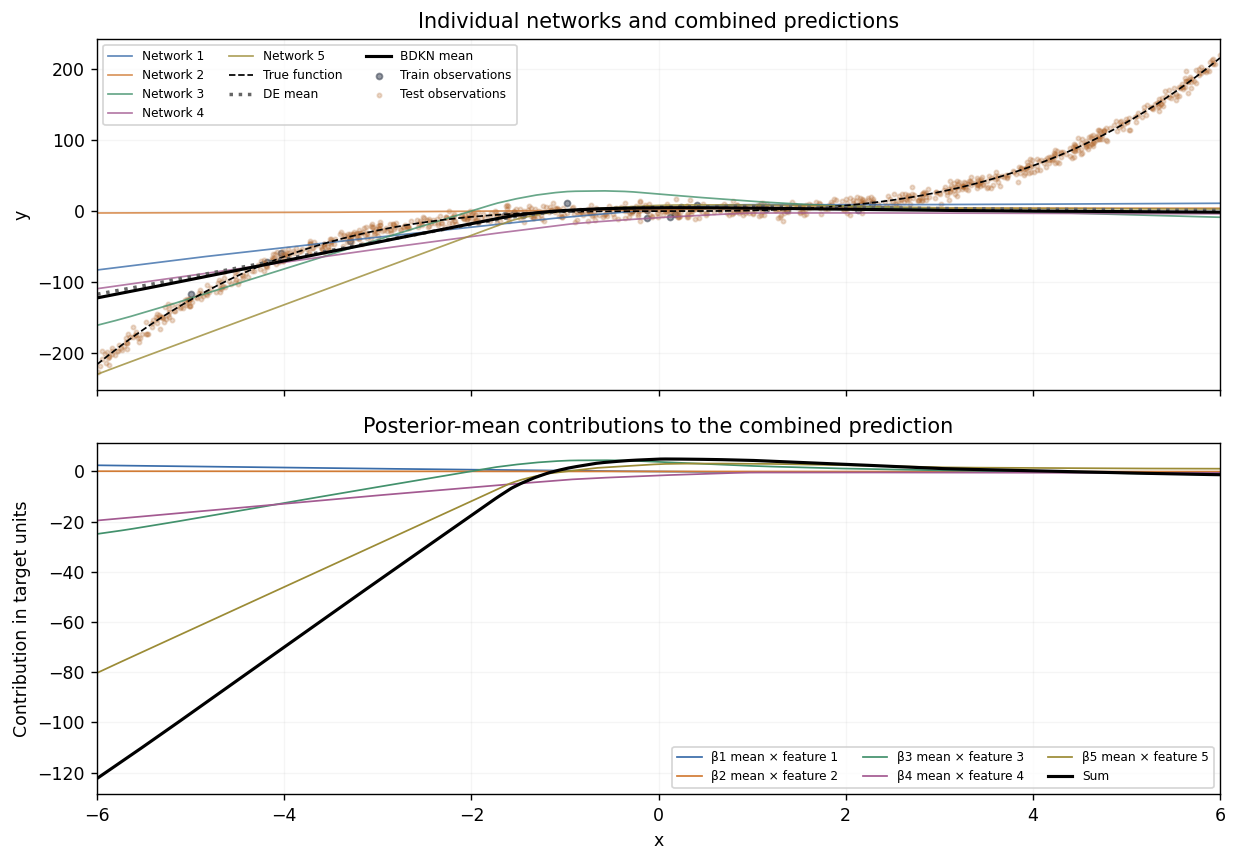 Individual networks and combined predictions
Network 1
Network 2
Network 3
Network 4
Network 5
True function
DE mean
BDKN mean
Train observations
Test observations
y
200
100
0
−100
−200
Posterior-mean contributions to the combined prediction
Contribution in target units
0
−20
−40
−60
−80
−100
−120
β1 mean × feature 1
β2 mean × feature 2
β3 mean × feature 3
β4 mean × feature 4
β5 mean × feature 5
Sum
−6 −4 −2 0 2 4 6
x